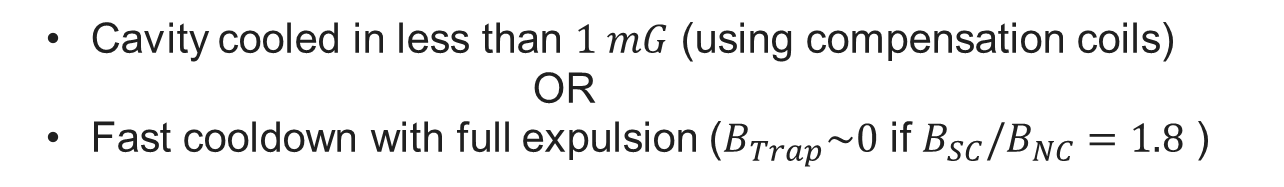 • Cavity cooled in less than 1 mG (using compensation coils)
OR
• Fast cooldown with full expulsion (B_Trap~0 if B_SC/B_NC = 1.8 )